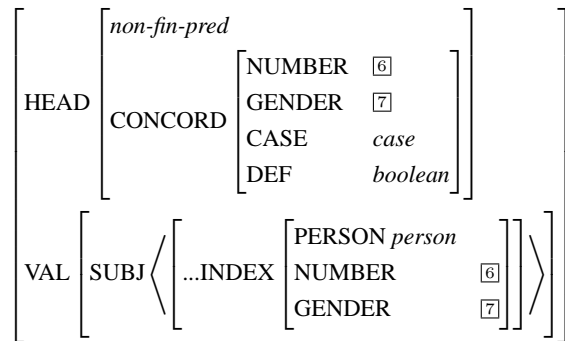 non-fin-pred
NUMBER 6
HEAD CONCORD GENDER 7
CASE case
DEF boolean
PERSON person
VAL SUBJ ...INDEX NUMBER 6
GENDER 7